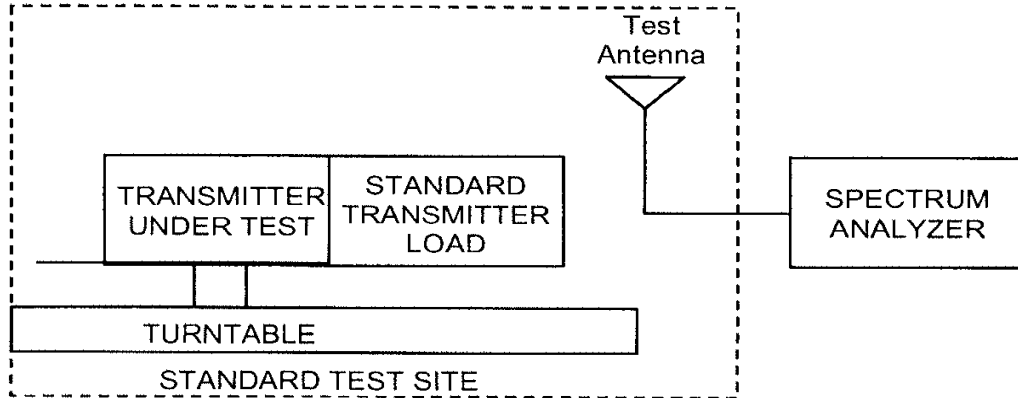 Test
Antenna
TRANSMITTER
UNDER TEST
STANDARD
TRANSMITTER
LOAD
SPECTRUM
ANALYZER
TURNTABLE
STANDARD TEST SITE